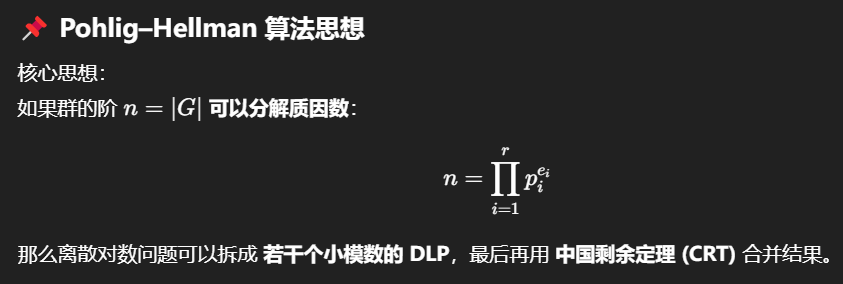 📌 Pohlig–Hellman 算法思想
核心思想：
如果群的阶 n = |G| 可以分解质因数：
n = ∏_{i=1}^{r} p_i^{e_i}
那么离散对数问题可以拆成 若干个小模数的 DLP，最后再用 中国剩余定理 (CRT) 合并结果。